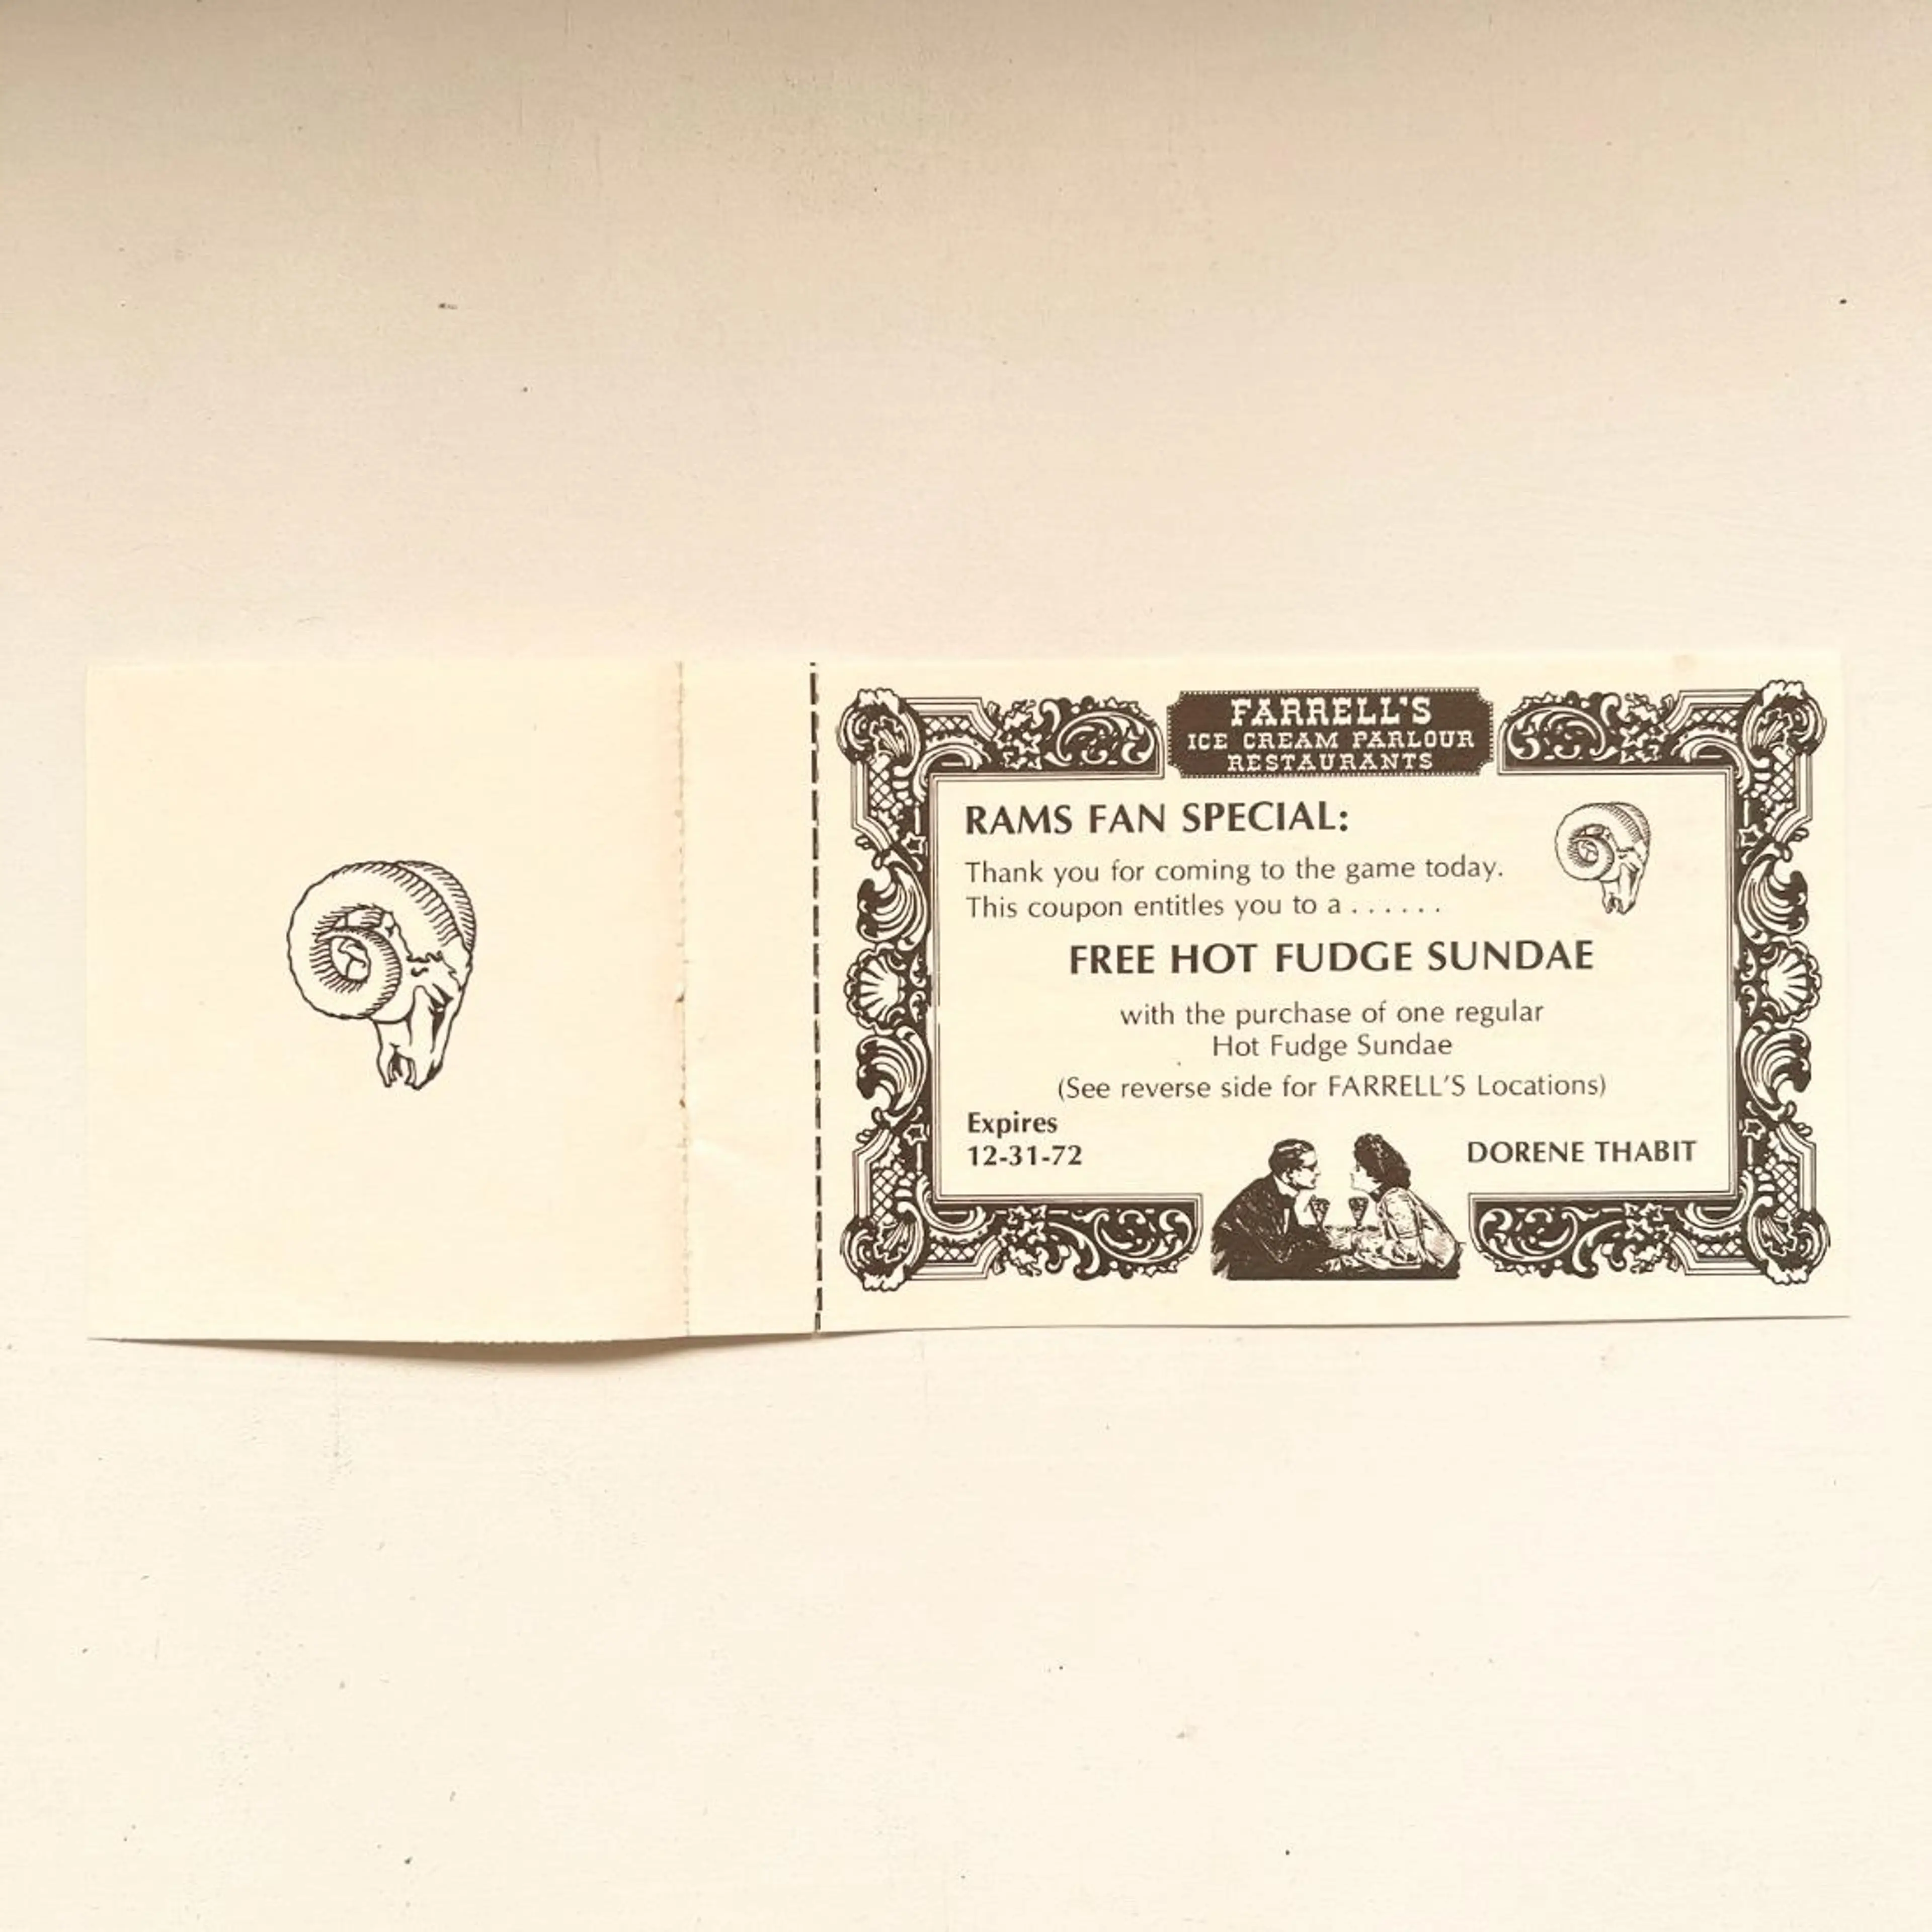 FARRELL'S
ICE CREAM PARLOUR
RESTAURANTS
RAMS FAN SPECIAL:
Thank you for coming to the game today.
This coupon entitles you to a . . . . . .
FREE HOT FUDGE SUNDAE
with the purchase of one regular
Hot Fudge Sundae
(See reverse side for FARRELL'S Locations)
Expires
12-31-72
DORENE THABIT